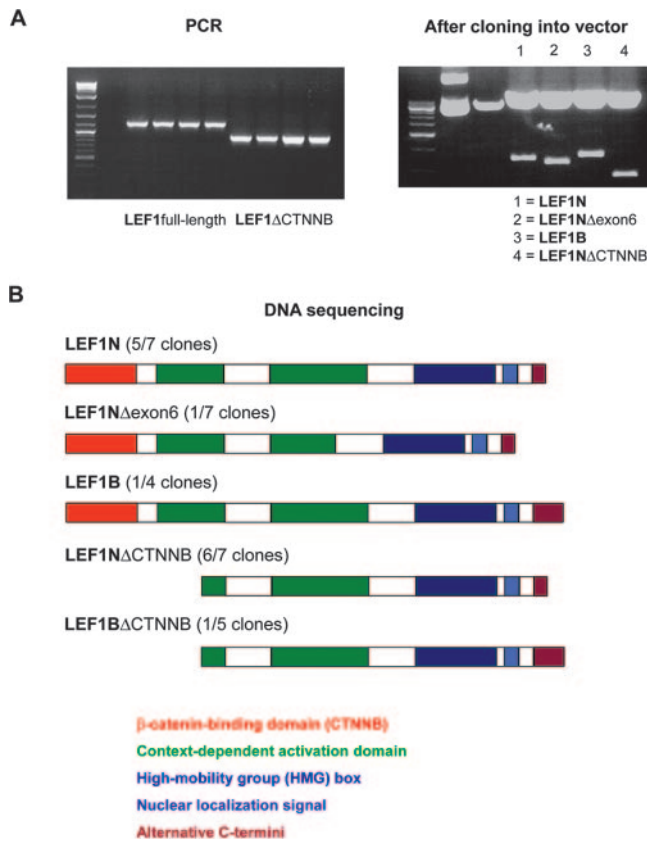 A
PCR
After cloning into vector
1 2 3 4
LEF1full-length LEF1ΔCTNNB
1 = LEF1N
2 = LEF1NΔexon6
3 = LEF1B
4 = LEF1NΔCTNNB
B
DNA sequencing
LEF1N (5/7 clones)
LEF1NΔexon6 (1/7 clones)
LEF1B (1/4 clones)
LEF1NΔCTNNB (6/7 clones)
LEF1BΔCTNNB (1/5 clones)
β-catenin-binding domain (CTNNB)
Context-dependent activation domain
High-mobility group (HMG) box
Nuclear localization signal
Alternative C-termini